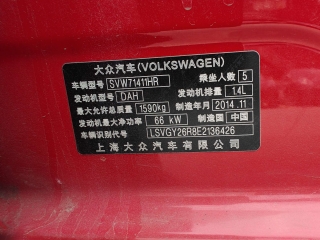 大众汽车(VOLKSWAGEN)
车辆型号 SVW71411HR 乘坐人数 5
发动机型号 DAH 发动机排量 1.4L
最大允许总质量 1590kg 制造年月 2014.11
发动机最大净功率 66 kW 制造国 中国
车辆识别代号 LSVGY26R8E2136426
上海大众汽车有限公司